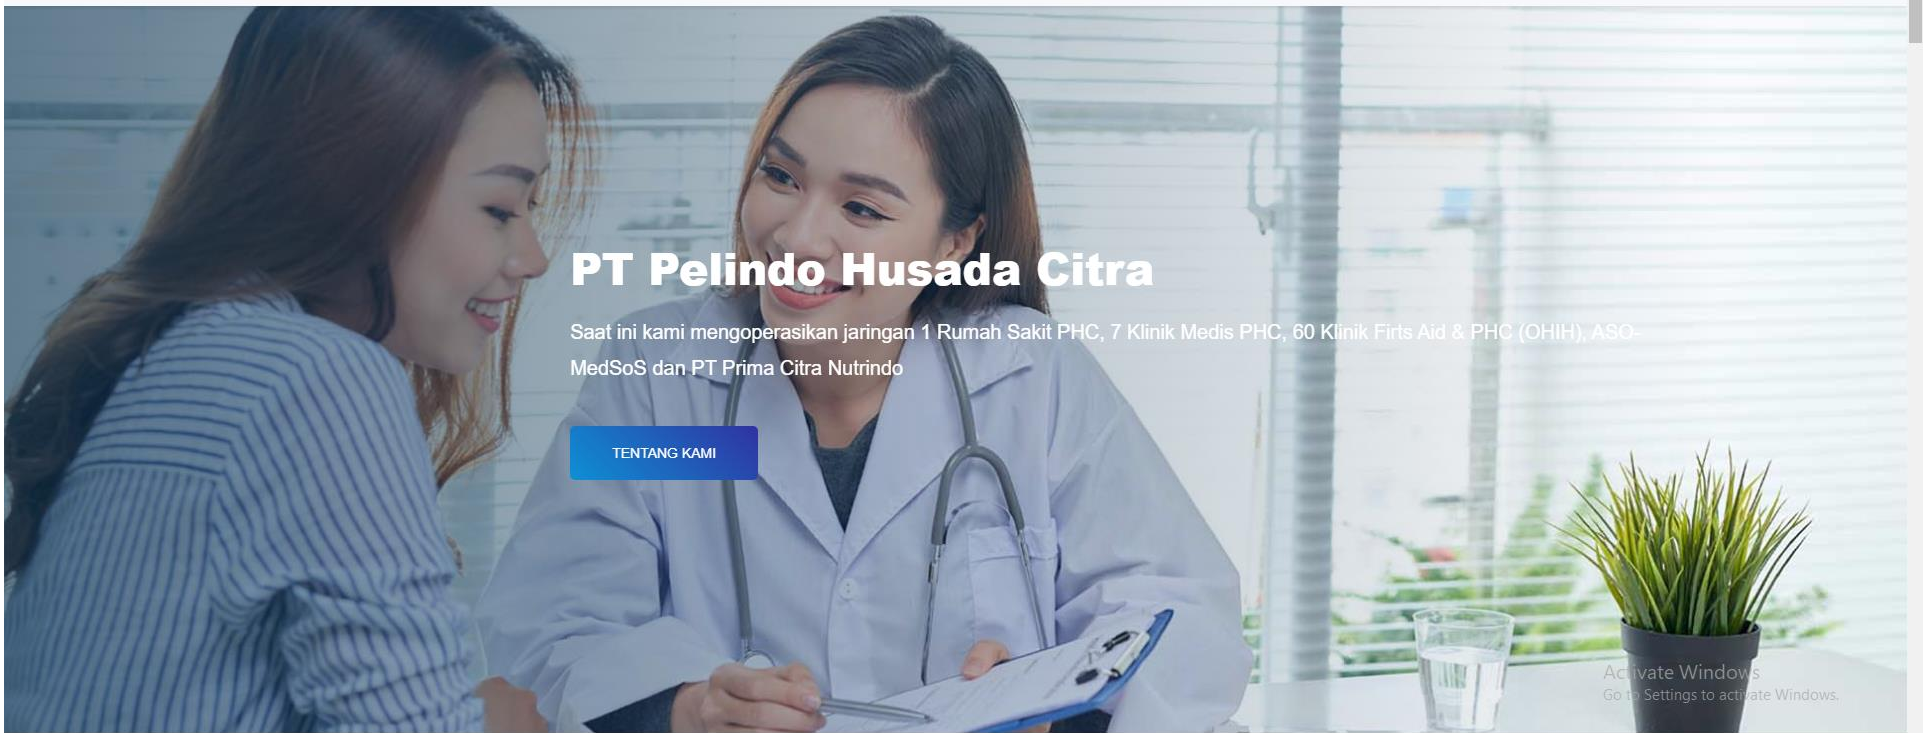 PT Pelindo Husada Citra
Saat ini kami mengoperasikan jaringan 1 Rumah Sakit PHC, 7 Klinik Medis PHC, 60 Klinik Firts Aid & PHC (OHIH), ASO-
MedSoS dan PT Prima Citra Nutrindo
TENTANG KAMI
Activate Windows
Go to Settings to activate Windows.